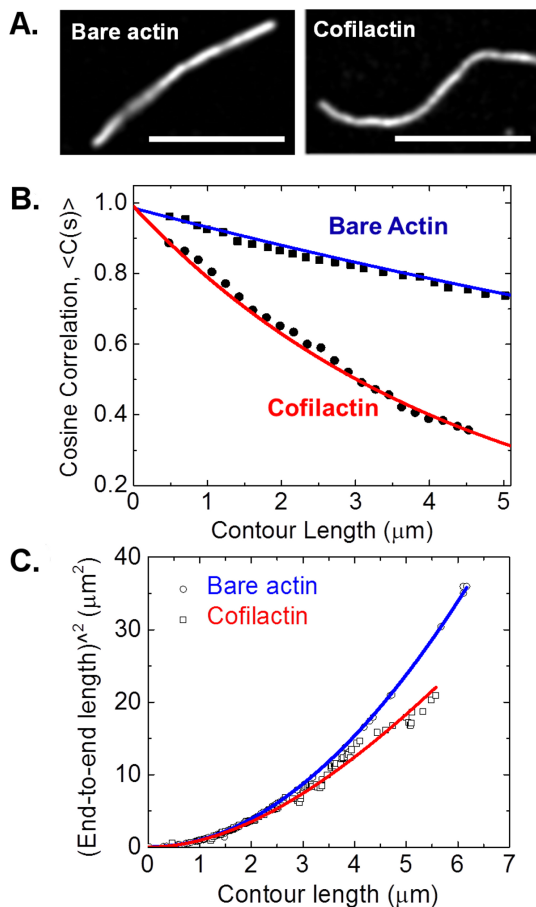 A.
Bare actin
Cofilactin
B.
Cosine Correlation, <C(s)>
1.0
0.8
0.6
0.4
0.2
Bare Actin
Cofilactin
0 1 2 3 4 5
Contour Length (μm)
C.
(End-to-end length)^² (μm²)
40
30
20
10
0
Bare actin
Cofilactin
0 1 2 3 4 5 6 7
Contour length (μm)